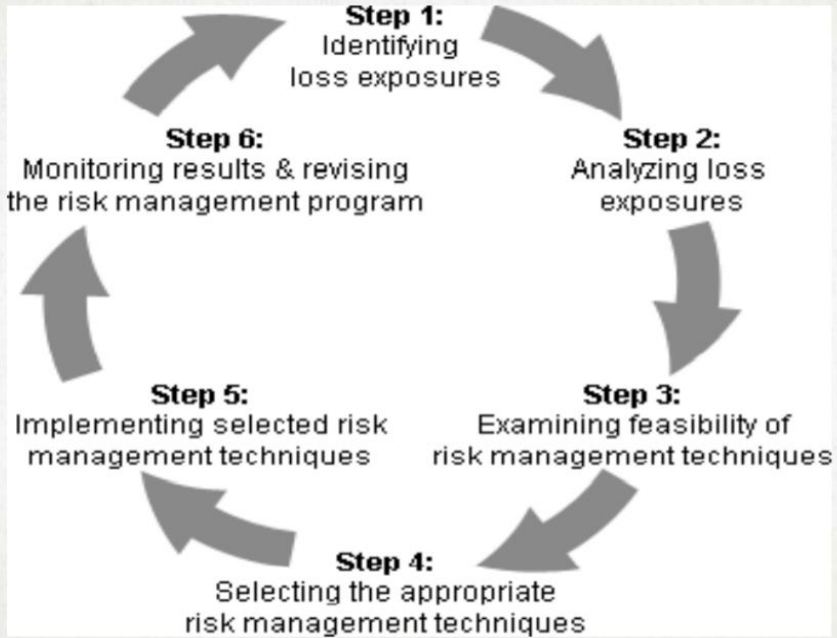 Step 1:
Identifying
loss exposures
Step 2:
Analyzing loss
exposures
Step 3:
Examining feasibility of
risk management techniques
Step 4:
Selecting the appropriate
risk management techniques
Step 5:
Implementing selected risk
management techniques
Step 6:
Monitoring results & revising
the risk management program